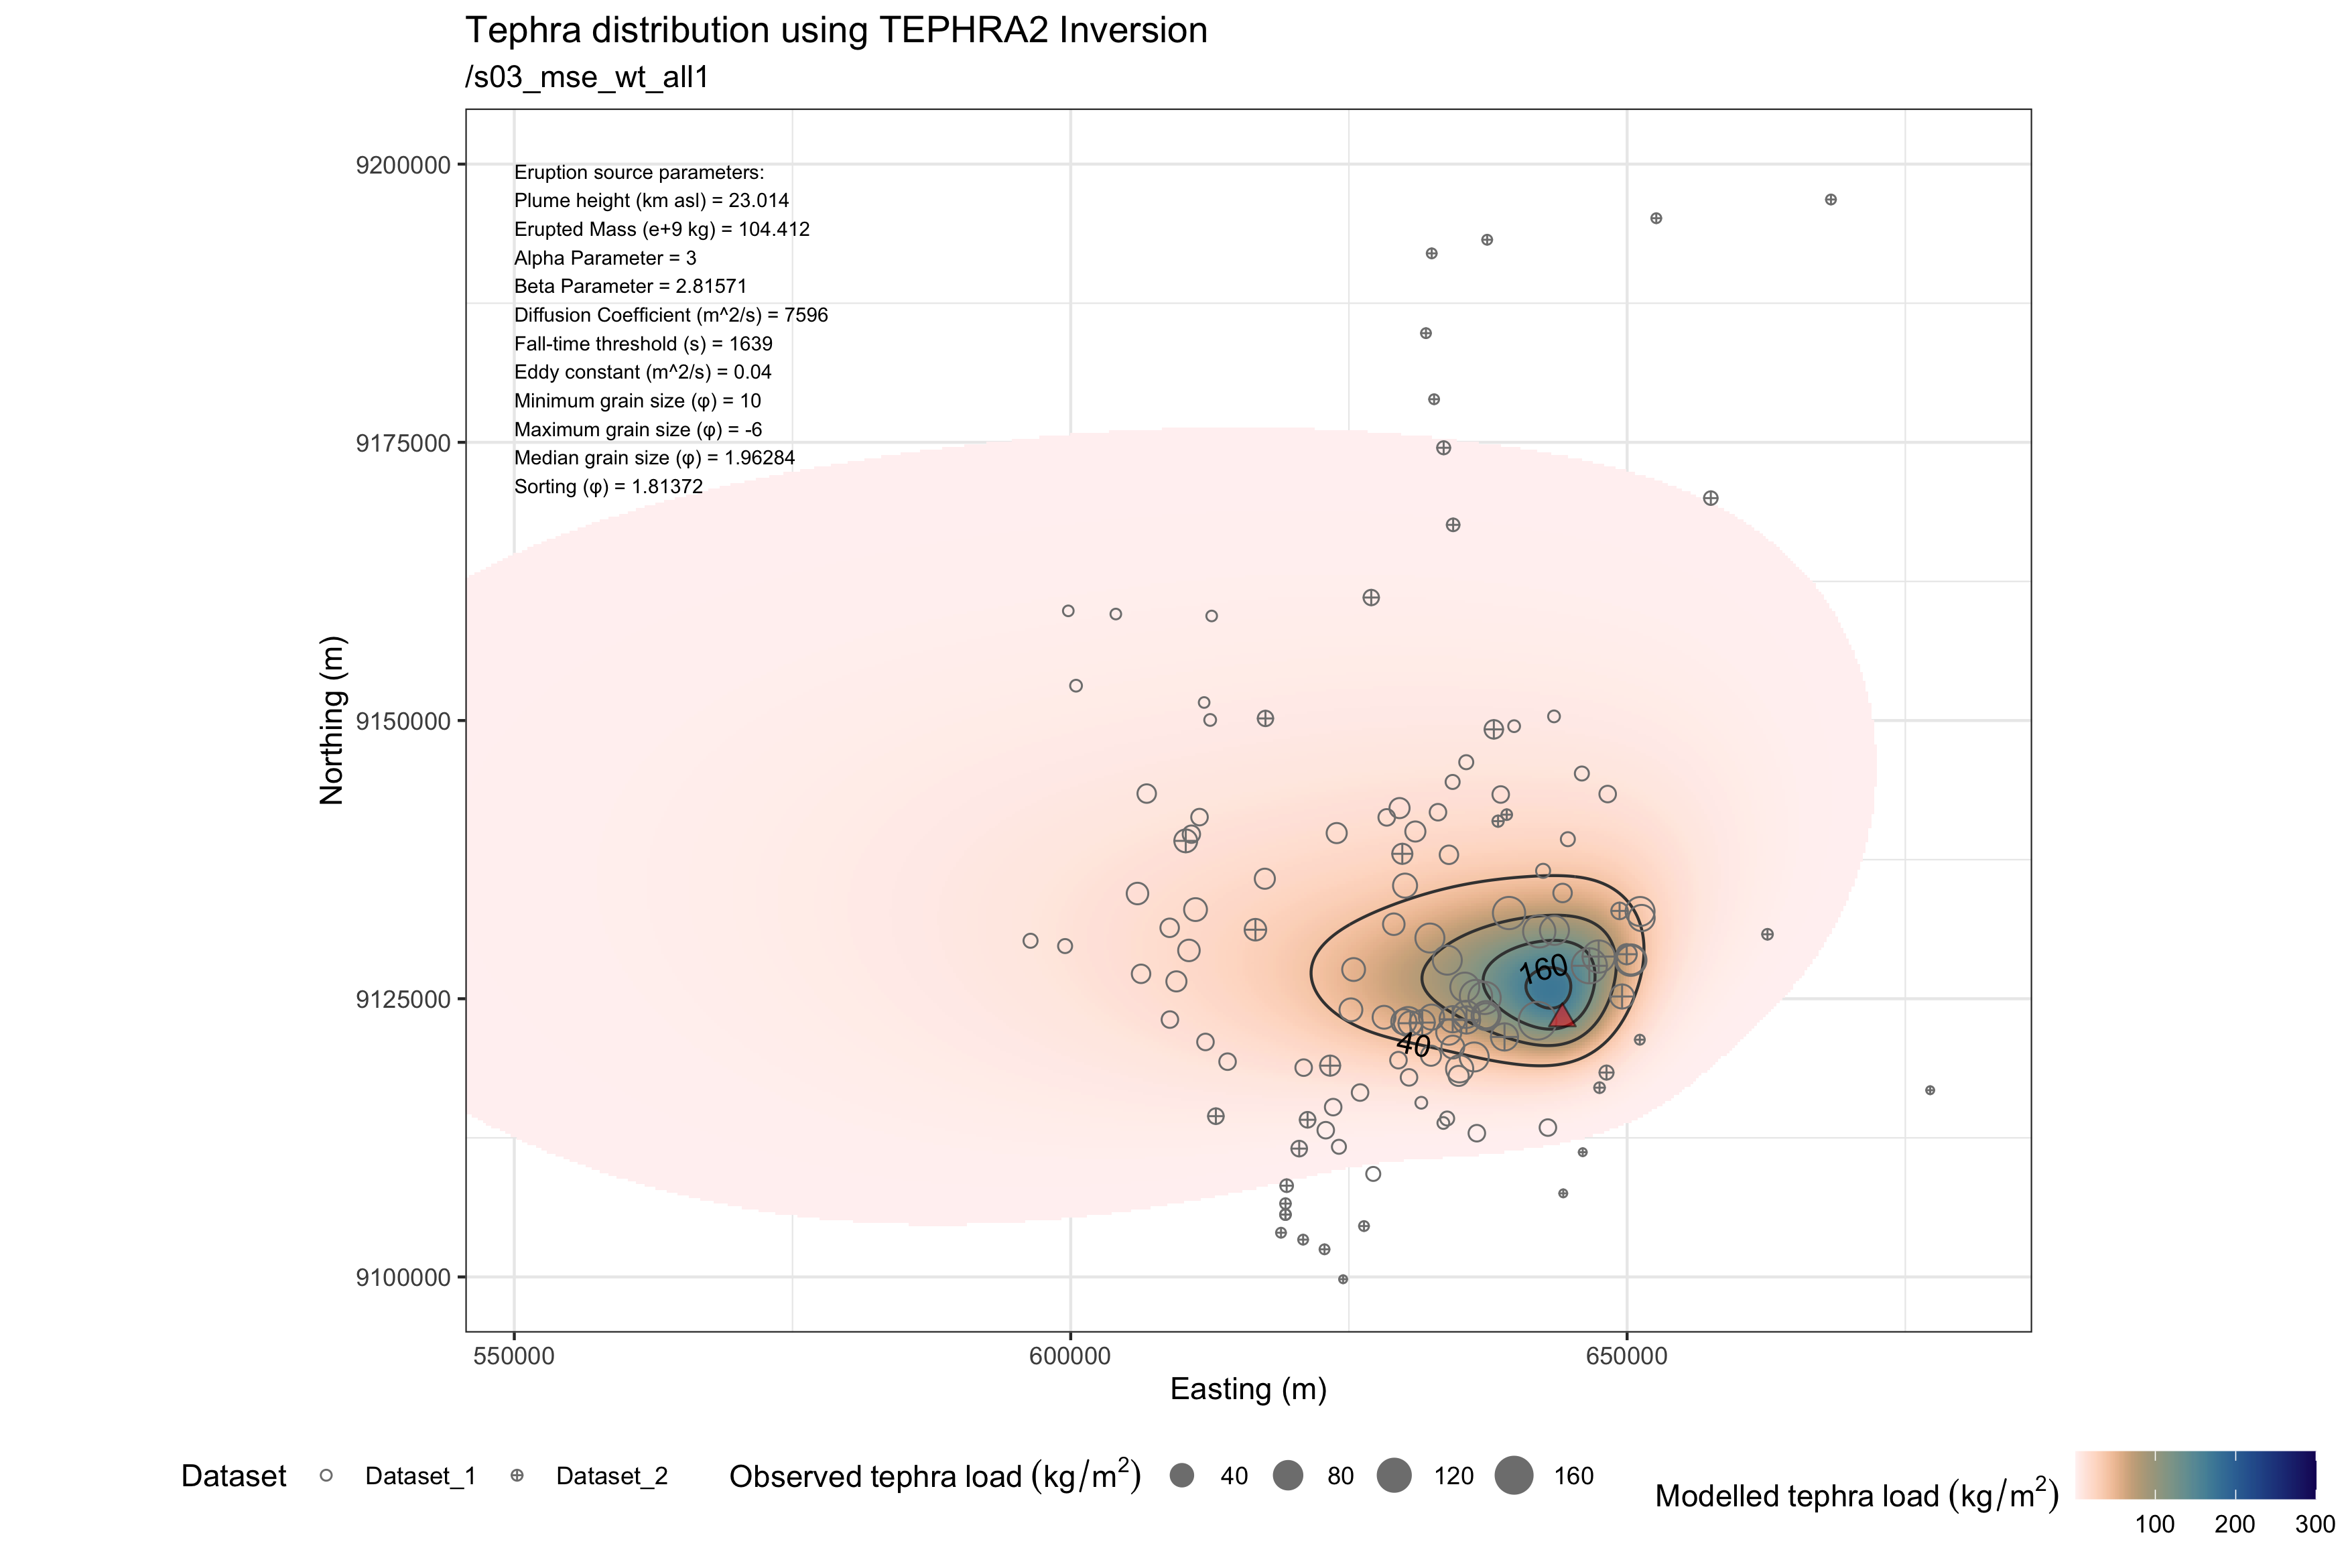 Tephra distribution using TEPHRA2 Inversion
/s03_mse_wt_all1
Eruption source parameters:
Plume height (km asl) = 23.014
Erupted Mass (e+9 kg) = 104.412
Alpha Parameter = 3
Beta Parameter = 2.81571
Diffusion Coefficient (m^2/s) = 7596
Fall-time threshold (s) = 1639
Eddy constant (m^2/s) = 0.04
Minimum grain size (φ) = 10
Maximum grain size (φ) = -6
Median grain size (φ) = 1.96284
Sorting (φ) = 1.81372
9200000
9175000
9150000
9125000
9100000
Northing (m)
160
40
550000 600000 650000
Easting (m)
Dataset Dataset_1 Dataset_2 Observed tephra load (kg/m²) 40 80 120 160
Modelled tephra load (kg/m²)
100 200 300